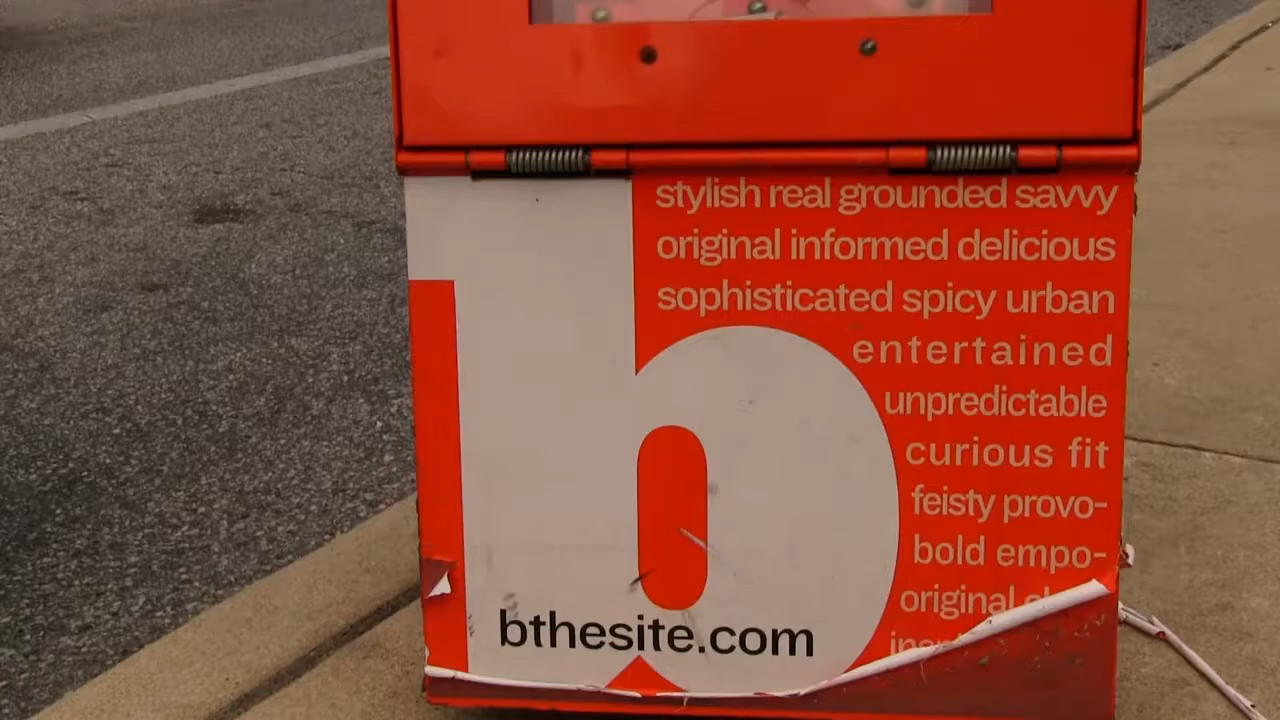 stylish real grounded savvy
original informed delicious
sophisticated spicy urban
entertained
unpredictable
curious fit
feisty provo-
bold empo-
original
b
bthesite.com